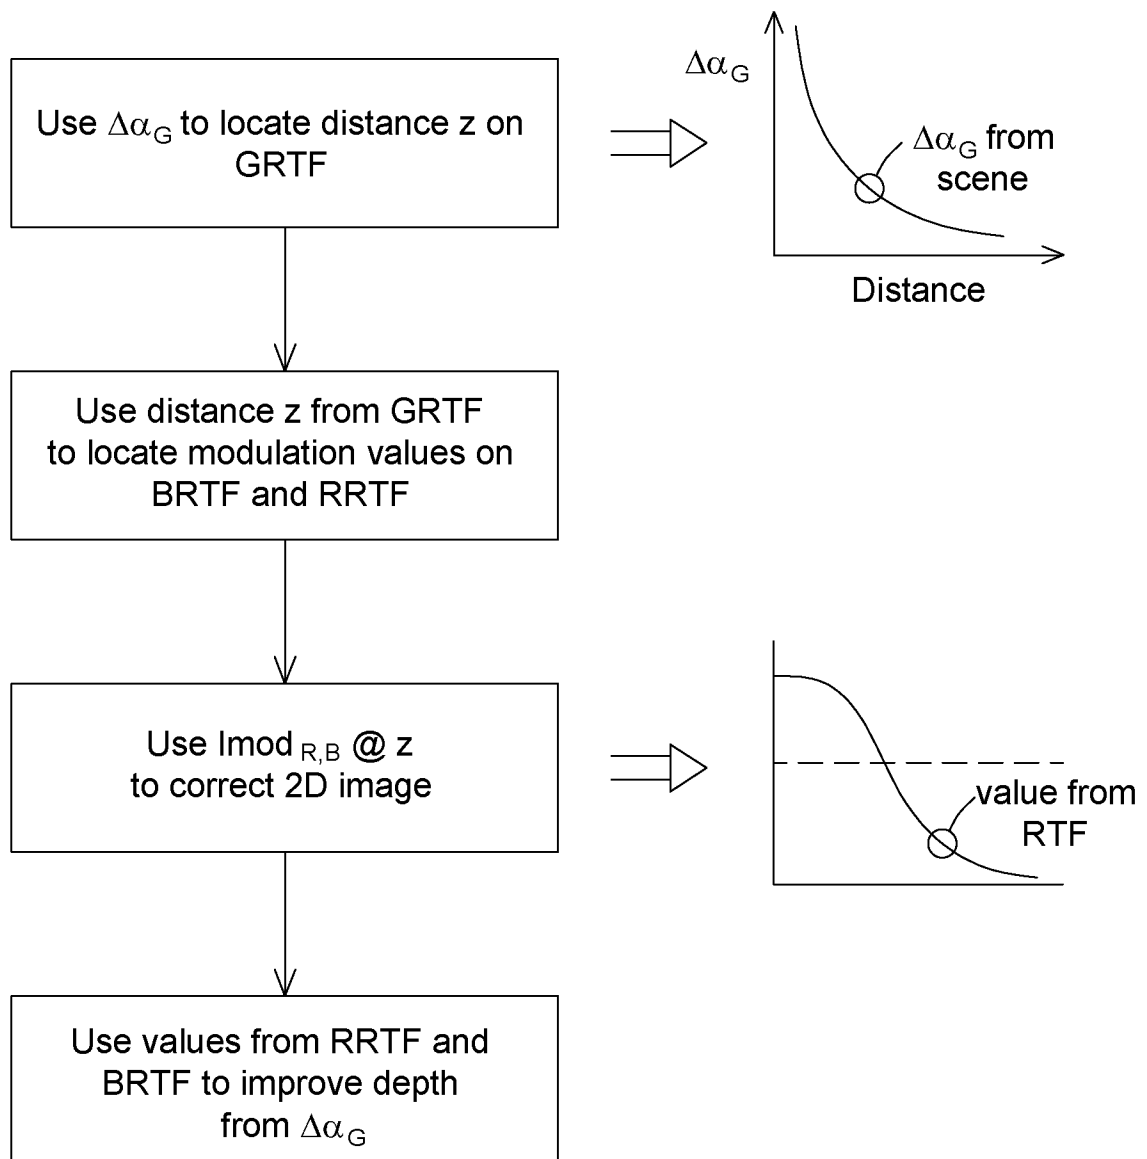 Use Δα_G to locate distance z on
GRTF
Δα_G
Δα_G from
scene
Distance
Use distance z from GRTF
to locate modulation values on
BRTF and RRTF
Use Imod R,B @ z
to correct 2D image
value from
RTF
Use values from RRTF and
BRTF to improve depth
from Δα_G